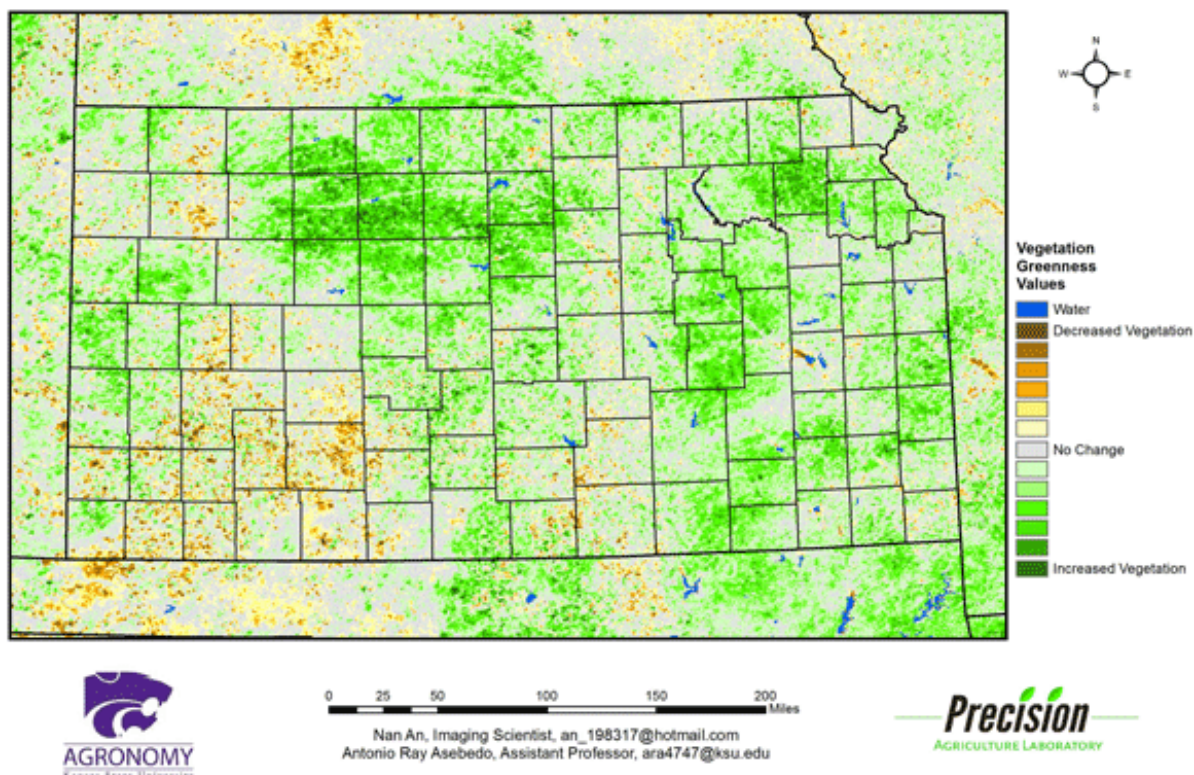 N
W E
S
Vegetation
Greenness
Values
Water
Decreased Vegetation
No Change
Increased Vegetation
0 25 50 100 150 200
Miles
Nan An, Imaging Scientist, an_198317@hotmail.com
Antonio Ray Asebedo, Assistant Professor, ara4747@ksu.edu
AGRONOMY
Precision
AGRICULTURE LABORATORY